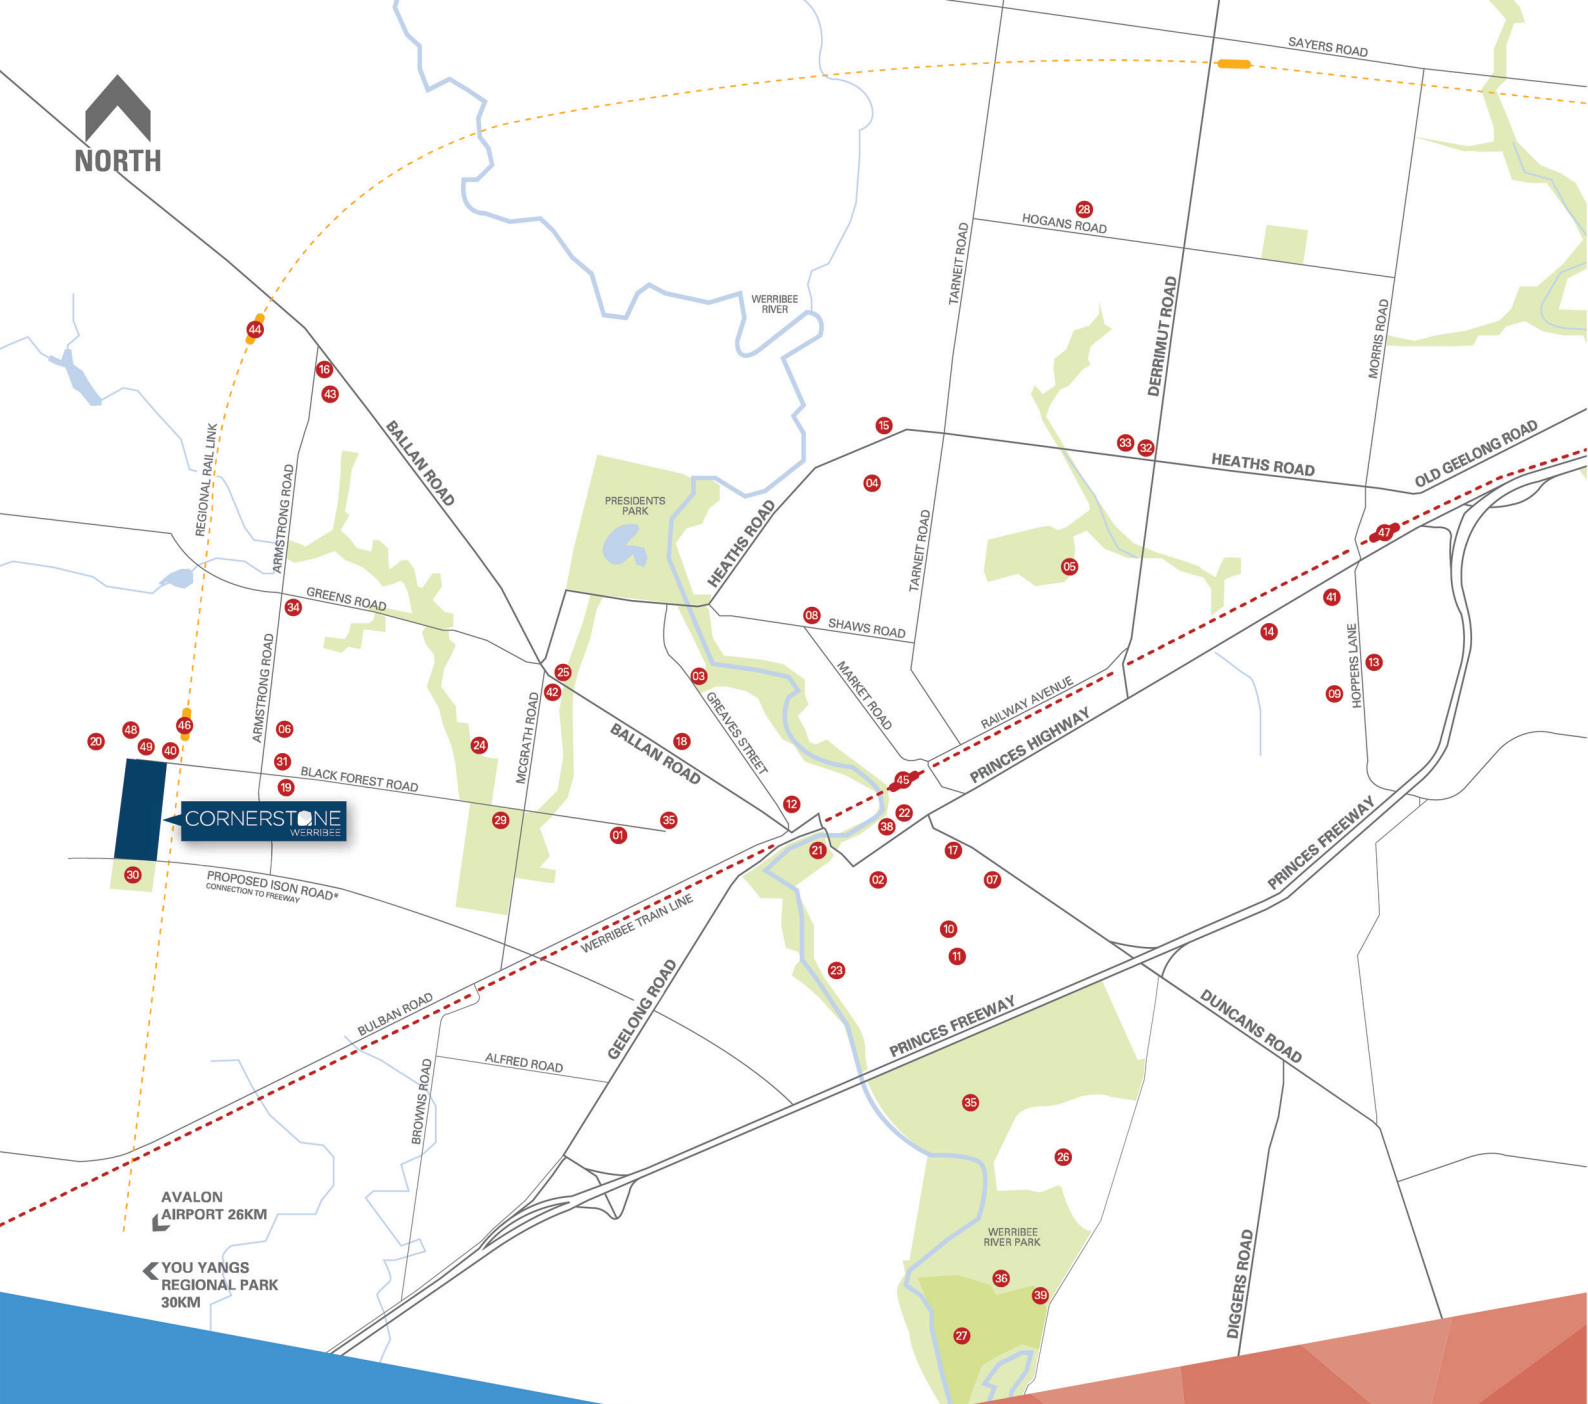 SAYERS ROAD
NORTH
28
HOGANS ROAD
TARNEIT ROAD
WERRIBEE
RIVER
DERRIMUT ROAD
MORRIS ROAD
44
16
43
REGIONAL RAIL LINK
BALLAN ROAD
ARMSTRONG ROAD
15
33
32
HEATHS ROAD
OLD GEELONG ROAD
04
PRESIDENTS
PARK
HEATHS ROAD
TARNEIT ROAD
47
05
41
GREENS ROAD
34
08
SHAWS ROAD
14
HOPPERS LANE
13
ARMSTRONG ROAD
25
42
03
MARKET ROAD
RAILWAY AVENUE
09
MCGRATH ROAD
GREAVES STREET
PRINCES HIGHWAY
46
48
20
49
40
06
24
18
BALLAN ROAD
31
BLACK FOREST ROAD
19
45
12
22
38
CORNERSTONE
WERRIBEE
29
01
35
21
17
PRINCES FREEWAY
30
PROPOSED ISON ROAD*
CONNECTION TO FREEWAY
02
07
WERRIBEE TRAIN LINE
10
11
23
GEELONG ROAD
BULBAN ROAD
PRINCES FREEWAY
DUNCANS ROAD
ALFRED ROAD
BROWNS ROAD
35
26
AVALON
AIRPORT 26KM
WERRIBEE
RIVER PARK
YOU YANGS
REGIONAL PARK
30KM
36
39
27
DIGGERS ROAD